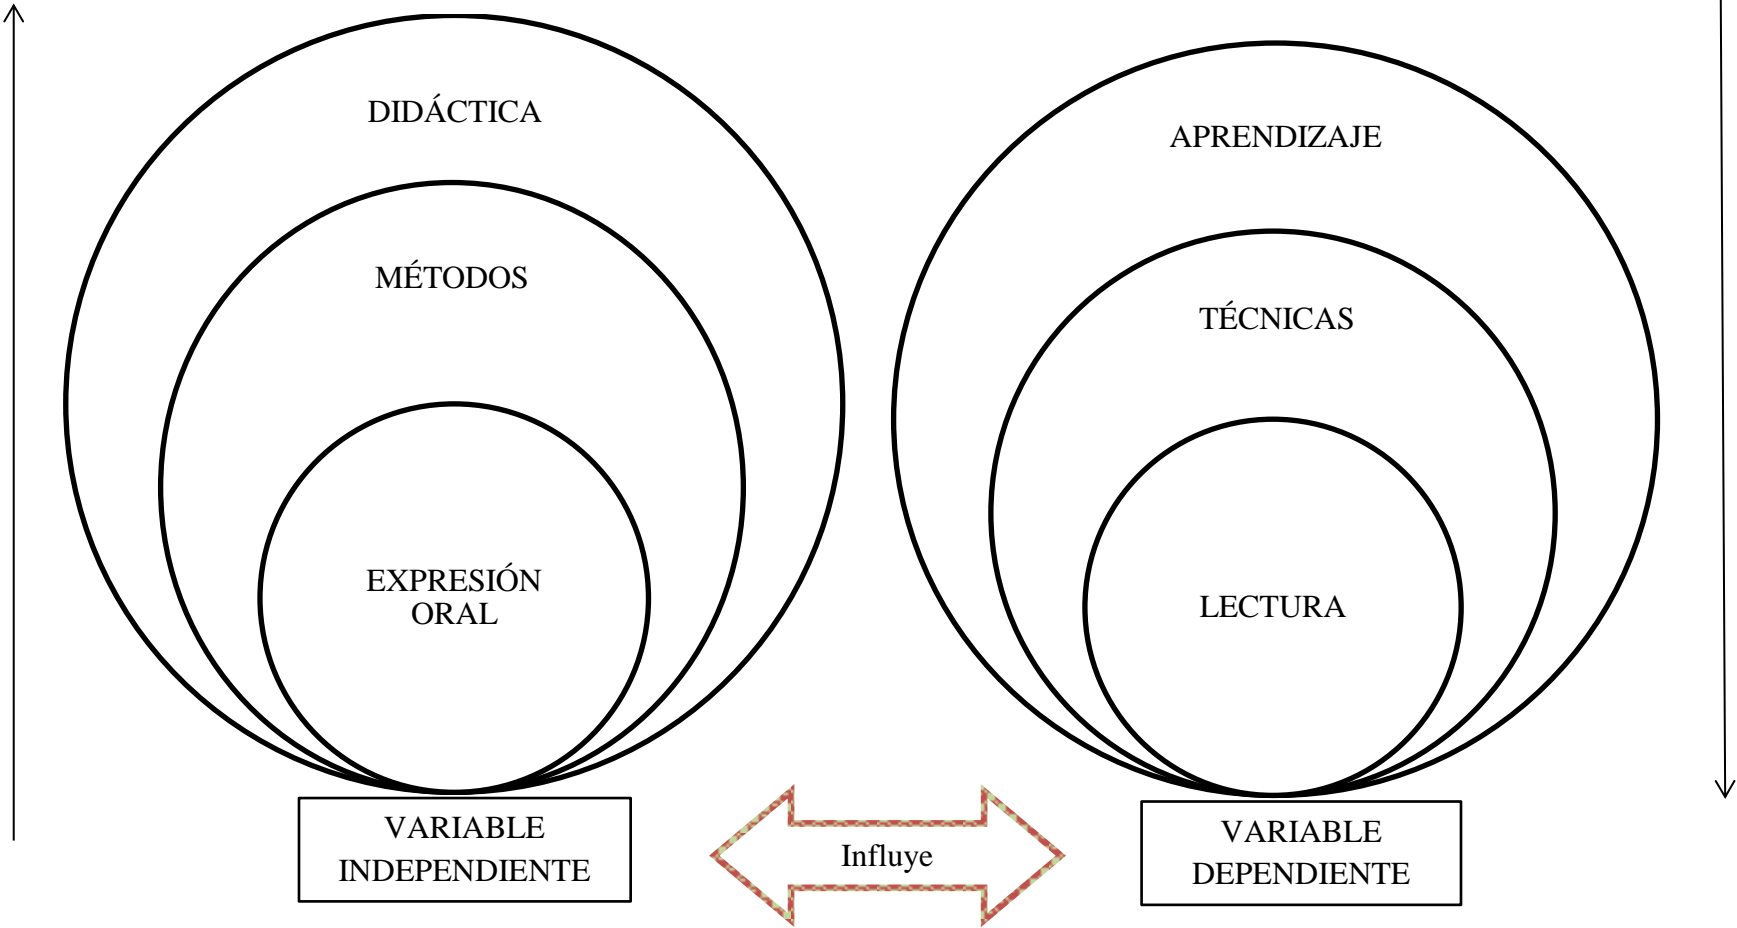 DIDÁCTICA
MÉTODOS
EXPRESIÓN
ORAL
VARIABLE
INDEPENDIENTE
Influye
APRENDIZAJE
TÉCNICAS
LECTURA
VARIABLE
DEPENDIENTE